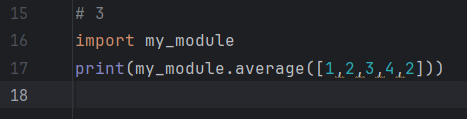 15 # 3
16 import my_module
17 print(my_module.average([1,2,3,4,2]))
18